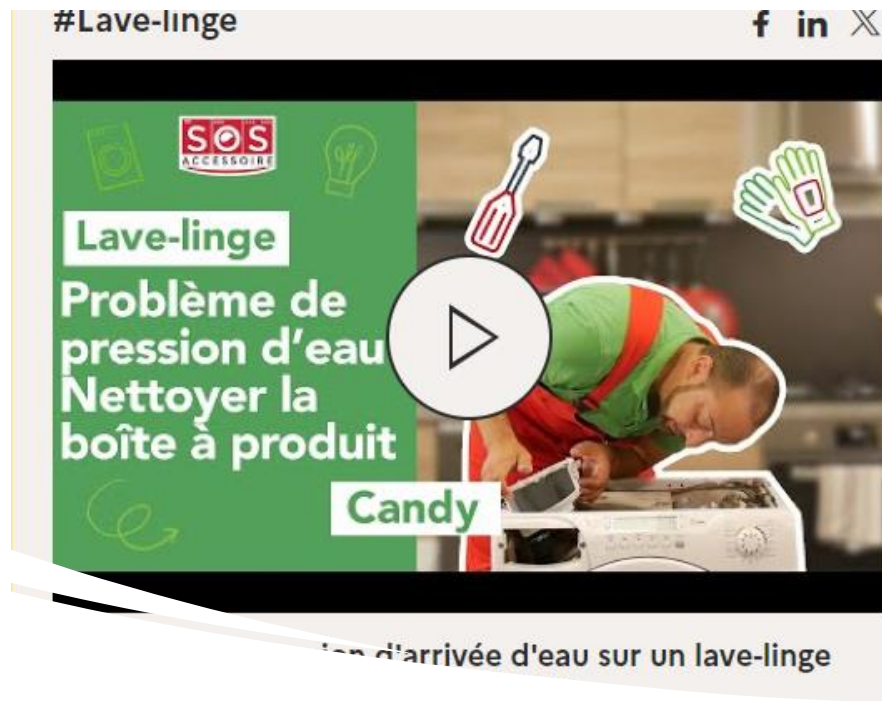 #Lave-linge
f in X
SOS
ACCESSOIRE
Lave-linge
Problème de
pression d'eau
Nettoyer la
boîte à produit
Candy
d'arrivée d'eau sur un lave-linge